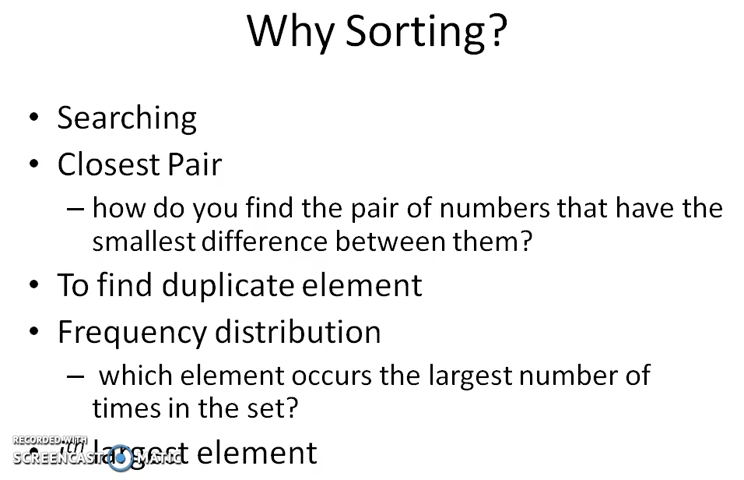 Why Sorting?
• Searching
• Closest Pair
– how do you find the pair of numbers that have the
smallest difference between them?
• To find duplicate element
• Frequency distribution
– which element occurs the largest number of
times in the set?
• iᵗʰ largest element
RECORDED WITH
SCREENCAST-O-MATIC